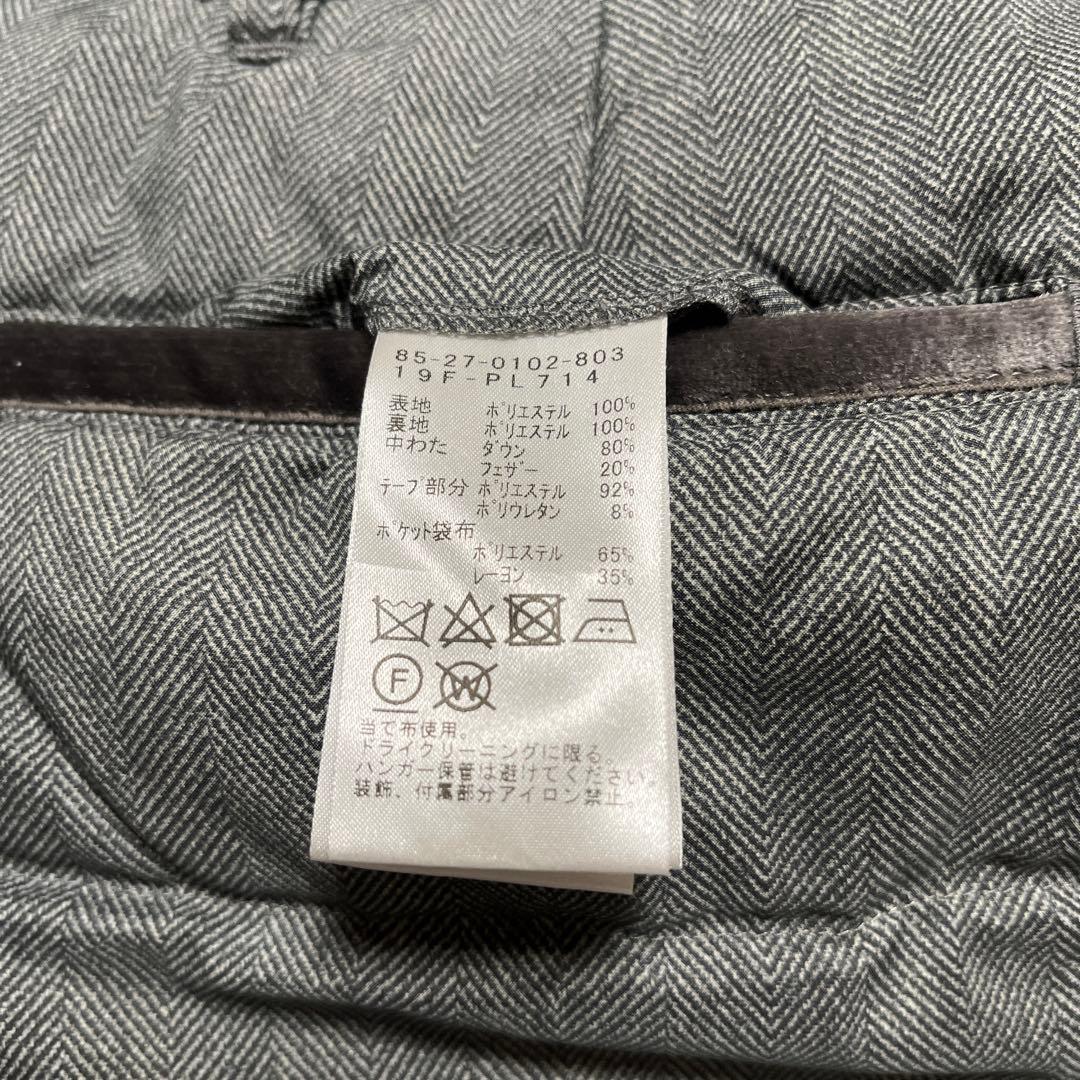 85-27-0102-803
19F-PL714
表地 ポリエステル 100%
裏地 ポリエステル 100%
中わた ダウン 80%
フェザー 20%
テープ部分 ポリエステル 92%
ポリウレタン 8%
ポケット袋布
ポリエステル 65%
レーヨン 35%
F W
当て布使用。
ドライクリーニングに限る。
ハンガー保管は避けてください
装飾、付属部分アイロン禁止。